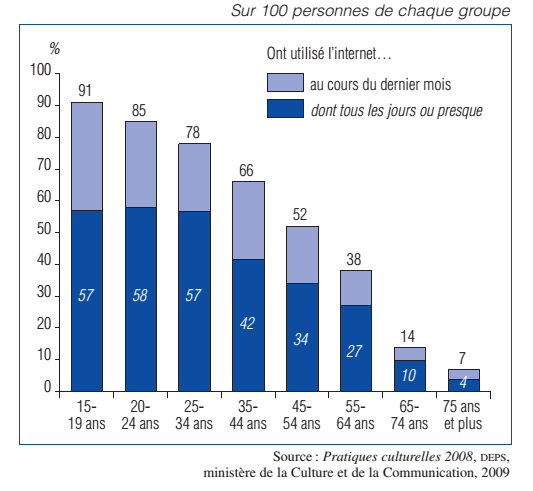 Sur 100 personnes de chaque groupe
%
Ont utilisé l'internet...
au cours du dernier mois
dont tous les jours ou presque
100
90
80
70
60
50
40
30
20
10
0
91
85
78
66
52
38
14
7
57
58
57
42
34
27
10
4
15-
19 ans
20-
24 ans
25-
34 ans
35-
44 ans
45-
54 ans
55-
64 ans
65-
74 ans
75 ans
et plus
Source : Pratiques culturelles 2008, DEPS,
ministère de la Culture et de la Communication, 2009